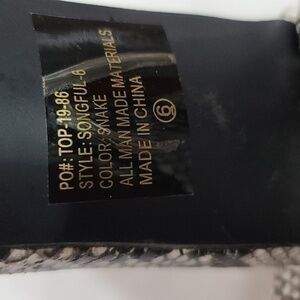 PO#: TOP-19-86
STYLE: SONGFUL-6
COLOR: SNAKE
ALL MAN MADE MATERIALS
MADE IN CHINA
6